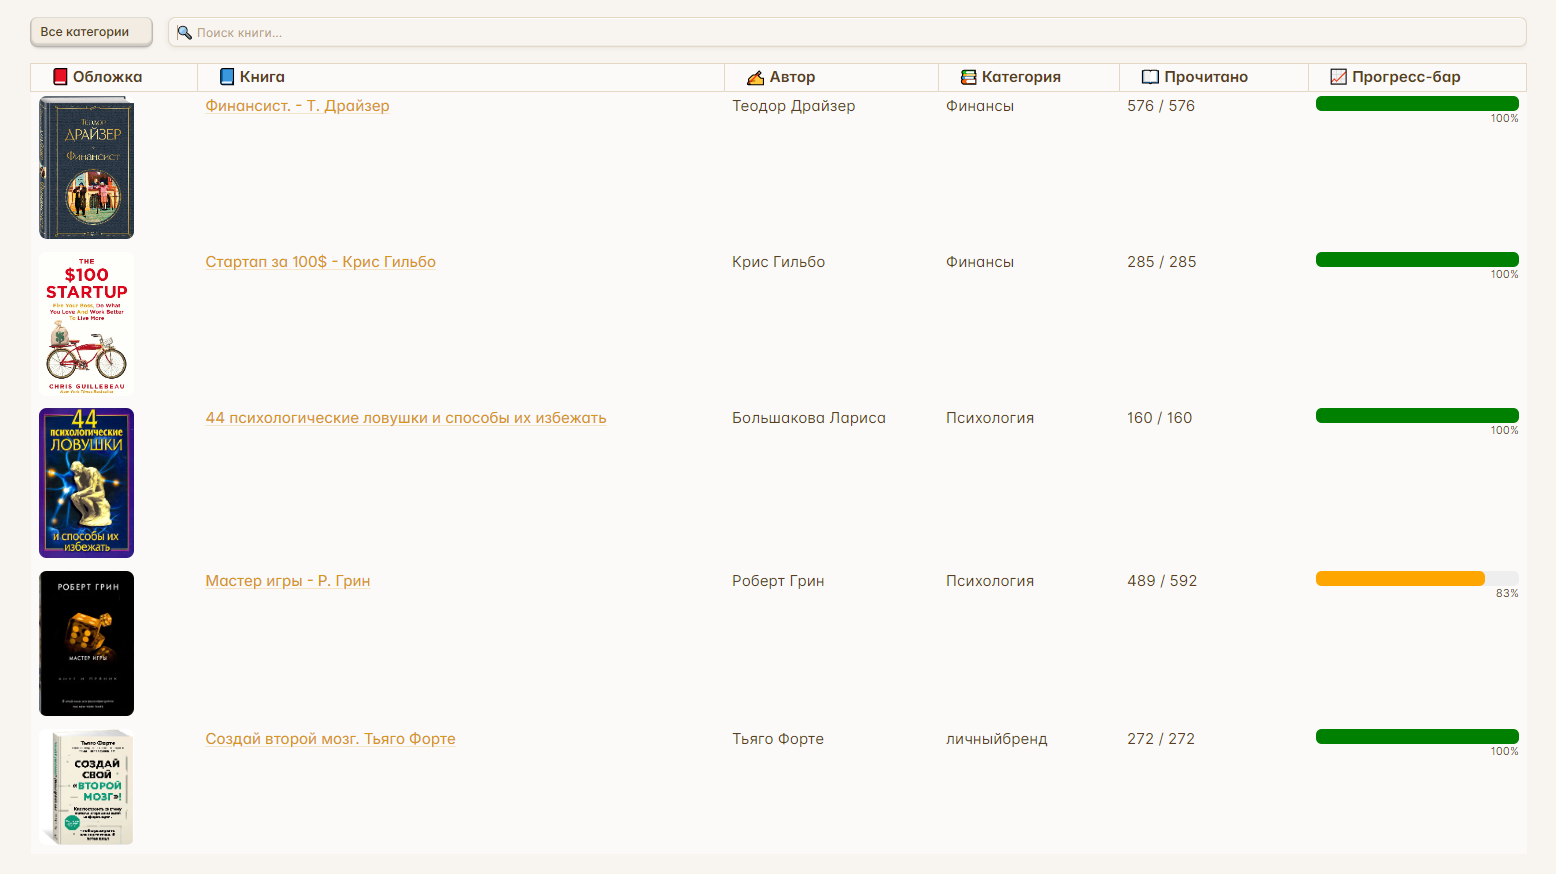 Все категории
Поиск книги...
Обложка
Книга
Автор
Категория
Прочитано
Прогресс-бар
Теодор
ДРАЙЗЕР
Финансист
Финансист. - Т. Драйзер
Теодор Драйзер
Финансы
576 / 576
100%
THE
$100
STARTUP
Fire Your Boss, Do What
You Love And Work Better
To Live More
CHRIS GUILLEBEAU
New York Times Bestseller
Стартап за 100$ - Крис Гильбо
Крис Гильбо
Финансы
285 / 285
100%
44
ПСИХОЛОГИЧЕСКИЕ
ЛОВУШКИ
И СПОСОБЫ ИХ
ИЗБЕЖАТЬ
44 психологические ловушки и способы их избежать
Большакова Лариса
Психология
160 / 160
100%
РОБЕРТ ГРИН
МАСТЕР ИГРЫ
Мастер игры - Р. Грин
Роберт Грин
Психология
489 / 592
83%
Тьяго Форте
СОЗДАЙ
СВОЙ
«ВТОРОЙ
МОЗГ»!
Создай второй мозг. Тьяго Форте
Тьяго Форте
личныйбренд
272 / 272
100%